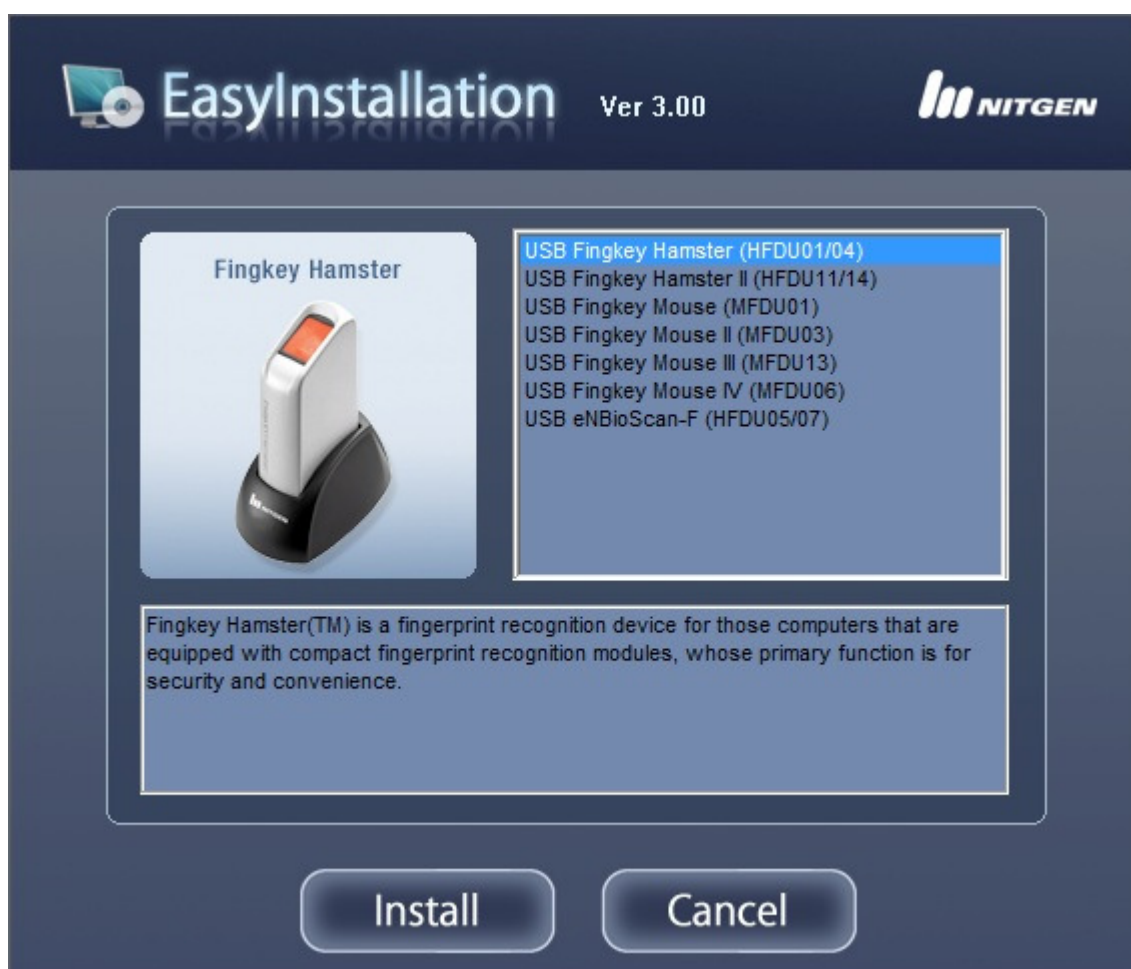 EasyInstallation Ver 3.00
NITGEN
Fingkey Hamster
USB Fingkey Hamster (HFDU01/04)
USB Fingkey Hamster II (HFDU11/14)
USB Fingkey Mouse (MFDU01)
USB Fingkey Mouse II (MFDU03)
USB Fingkey Mouse III (MFDU13)
USB Fingkey Mouse IV (MFDU06)
USB eNBioScan-F (HFDU05/07)
Fingkey Hamster(TM) is a fingerprint recognition device for those computers that are
equipped with compact fingerprint recognition modules, whose primary function is for
security and convenience.
Install
Cancel